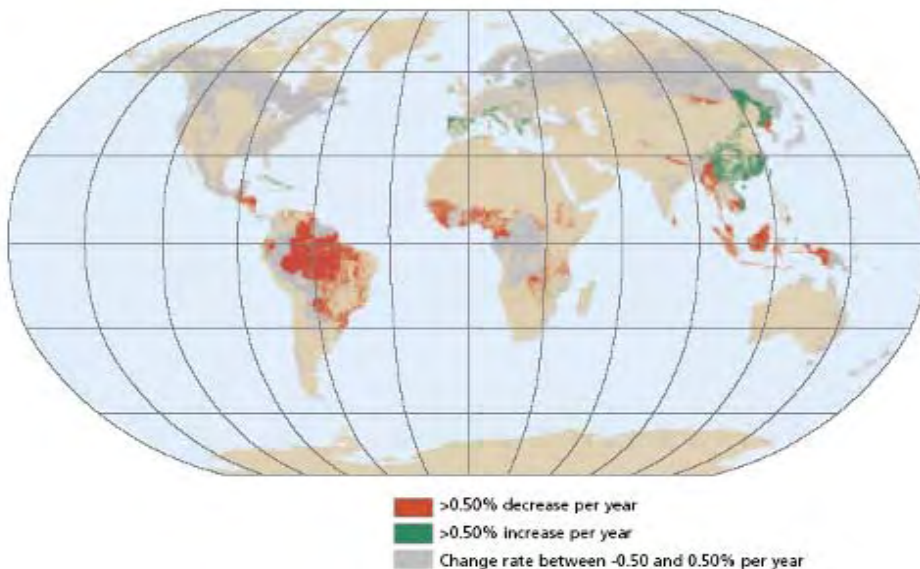 >0.50% decrease per year
>0.50% increase per year
Change rate between -0.50 and 0.50% per year